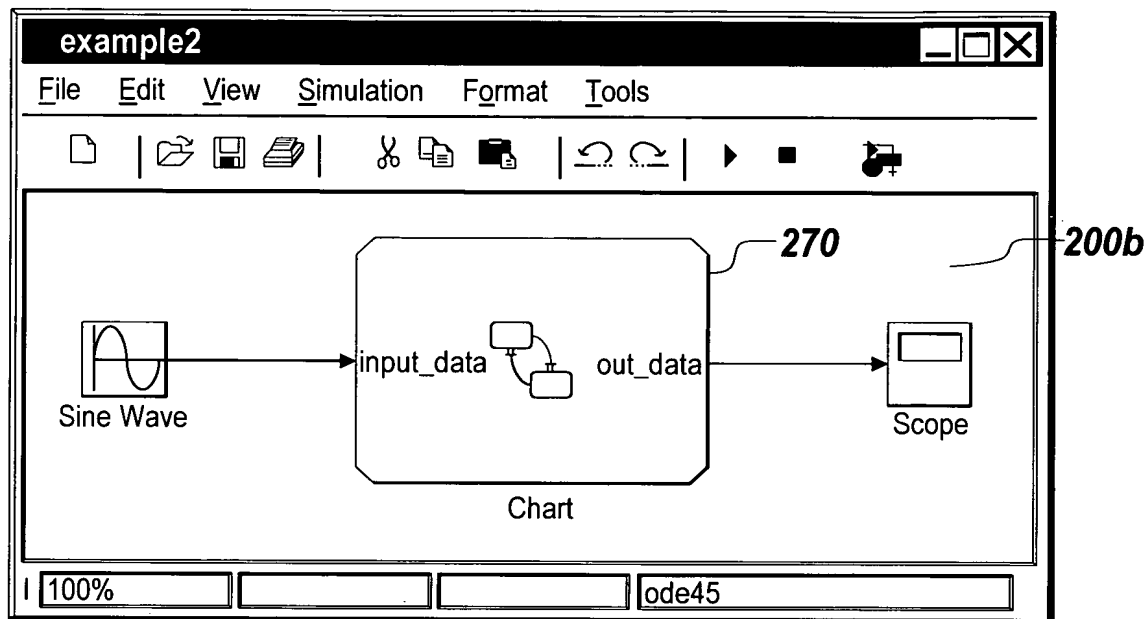 example2
File Edit View Simulation Format Tools
270
200b
input_data out_data
Sine Wave
Scope
Chart
100% ode45